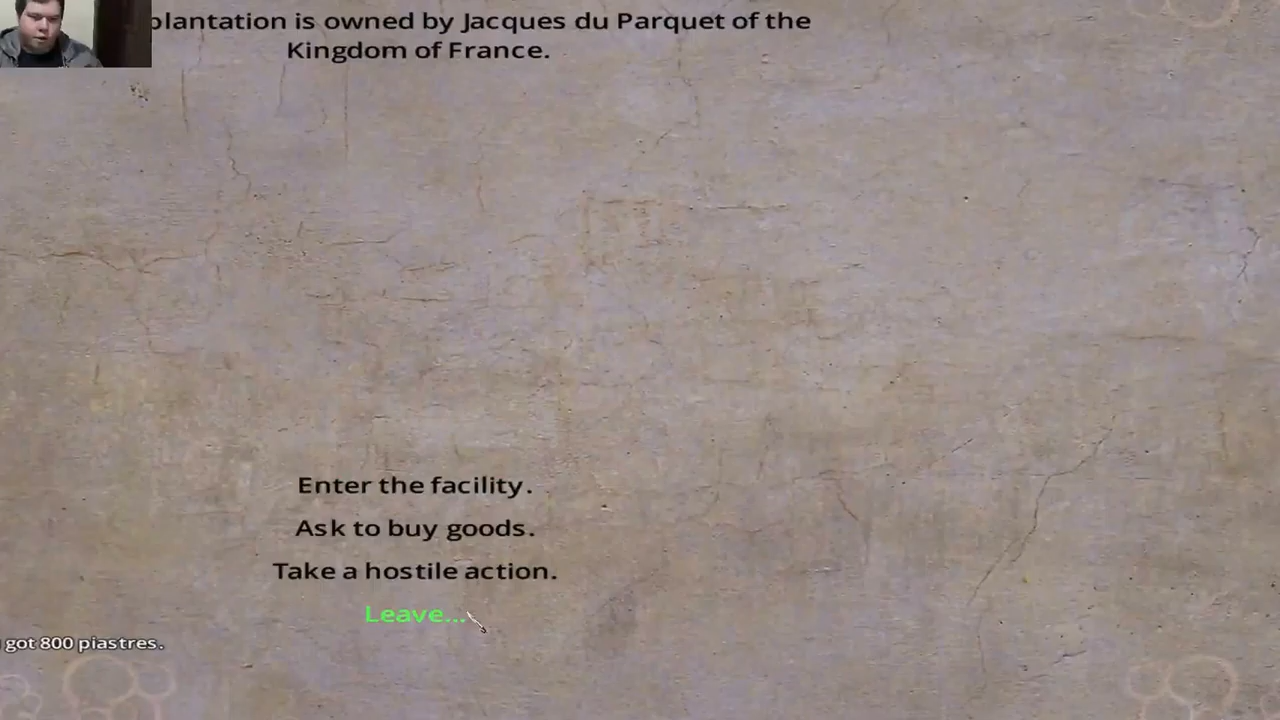 plantation is owned by Jacques du Parquet of the
Kingdom of France.
Enter the facility.
Ask to buy goods.
Take a hostile action.
Leave...
got 800 piastres.